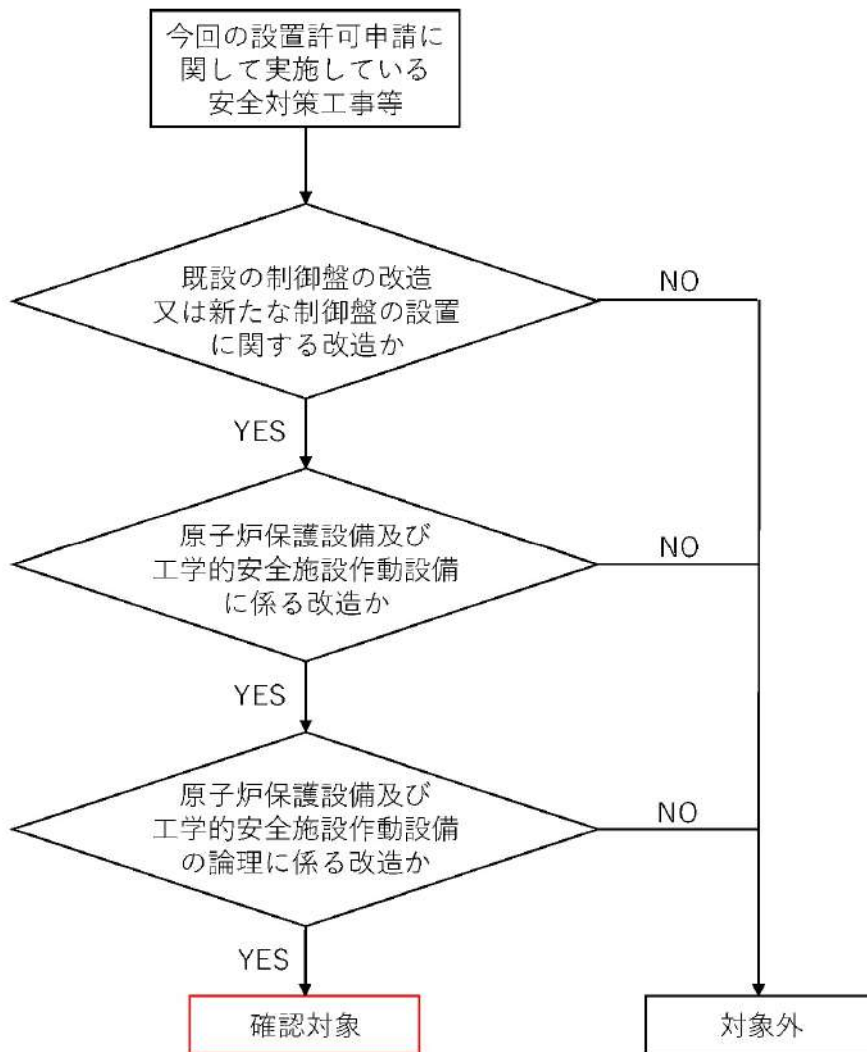 今回の設置許可申請に
関して実施している
安全対策工事等
既設の制御盤の改造
又は新たな制御盤の設置
に関する改造か
NO
YES
原子炉保護設備及び
工学的安全施設作動設備
に係る改造か
NO
YES
原子炉保護設備及び
工学的安全施設作動設備
の論理に係る改造か
NO
YES
確認対象
対象外